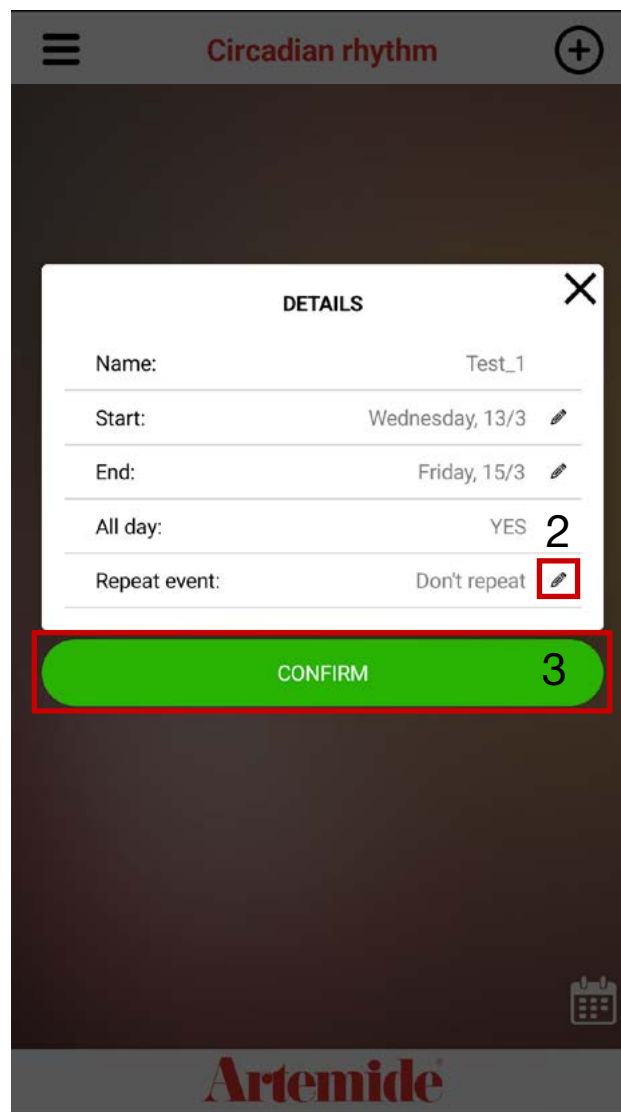 Circadian rhythm
DETAILS
Name: Test_1
Start: Wednesday, 13/3
End: Friday, 15/3
All day: YES 2
Repeat event: Don't repeat
CONFIRM 3
Artemide